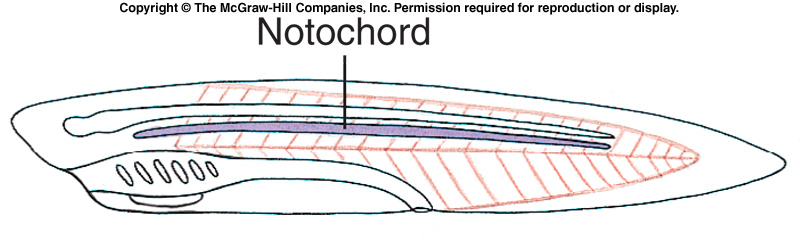 Copyright © The McGraw-Hill Companies, Inc. Permission required for reproduction or display.
Notochord